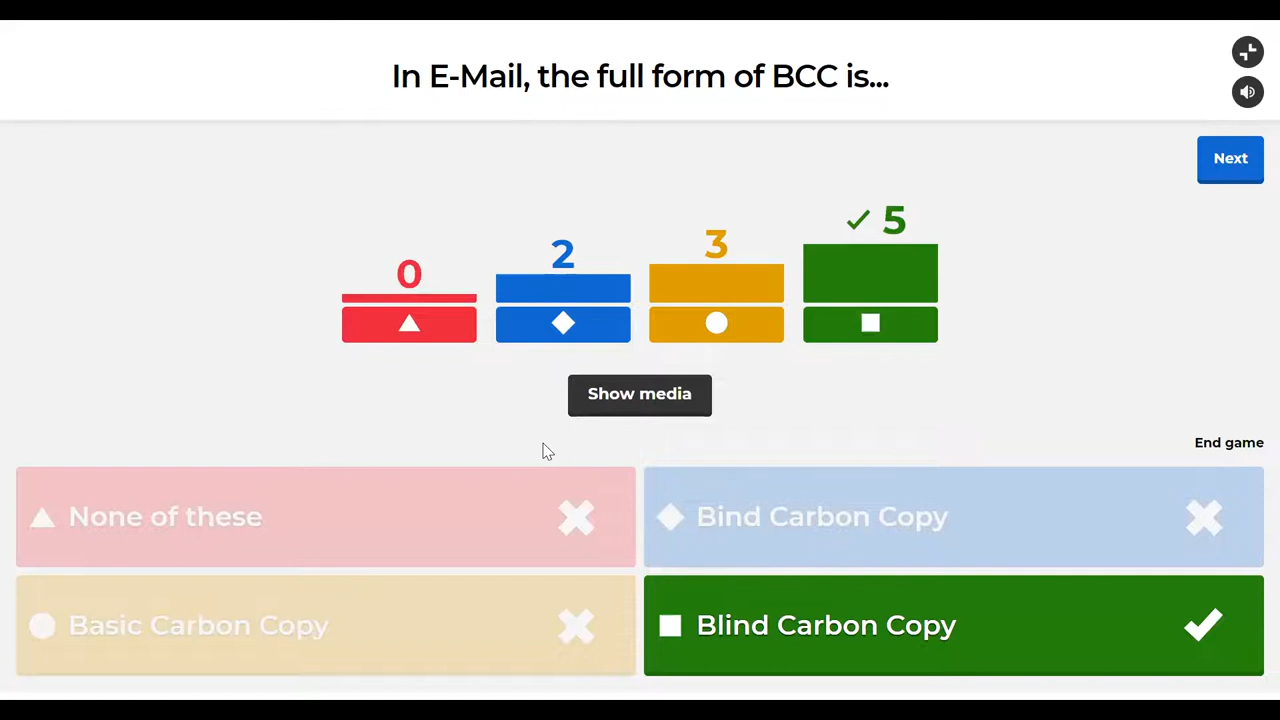 In E-Mail, the full form of BCC is...
Next
0
2
3
5
Show media
End game
None of these
Bind Carbon Copy
Basic Carbon Copy
Blind Carbon Copy